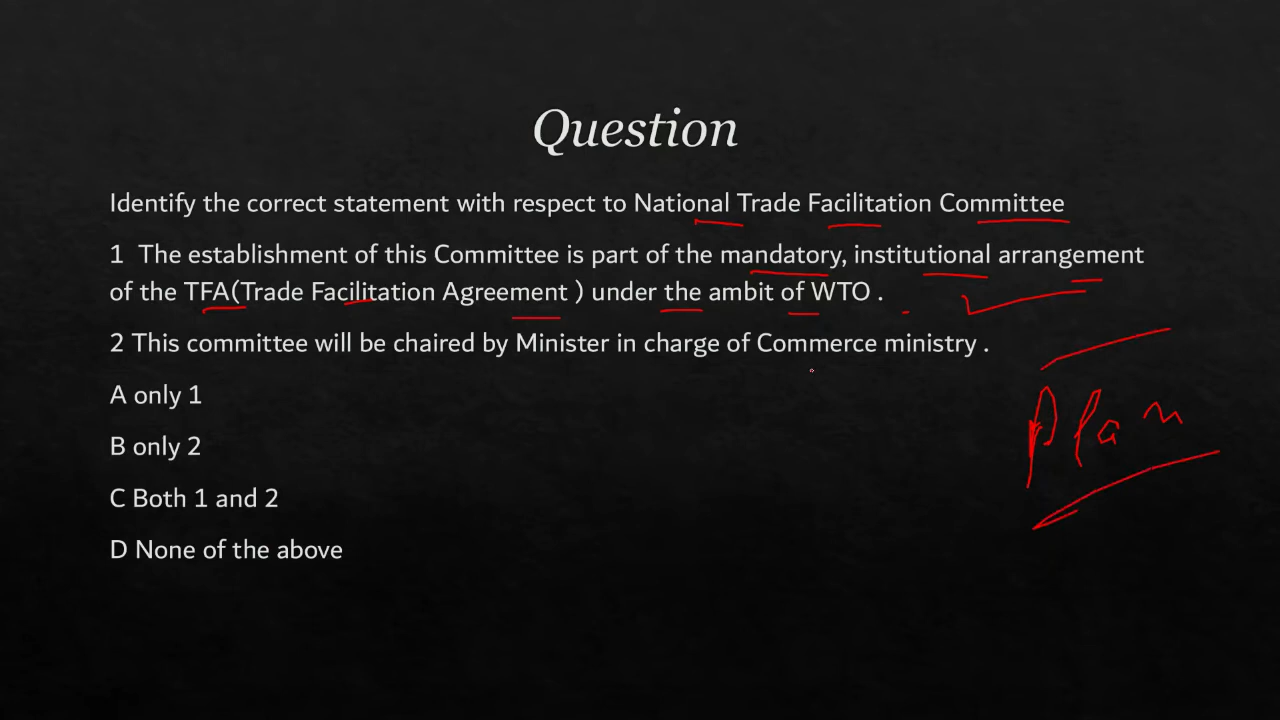 Question
Identify the correct statement with respect to National Trade Facilitation Committee
1 The establishment of this Committee is part of the mandatory, institutional arrangement
of the TFA(Trade Facilitation Agreement ) under the ambit of WTO .
2 This committee will be chaired by Minister in charge of Commerce ministry .
Plan
A only 1
B only 2
C Both 1 and 2
D None of the above